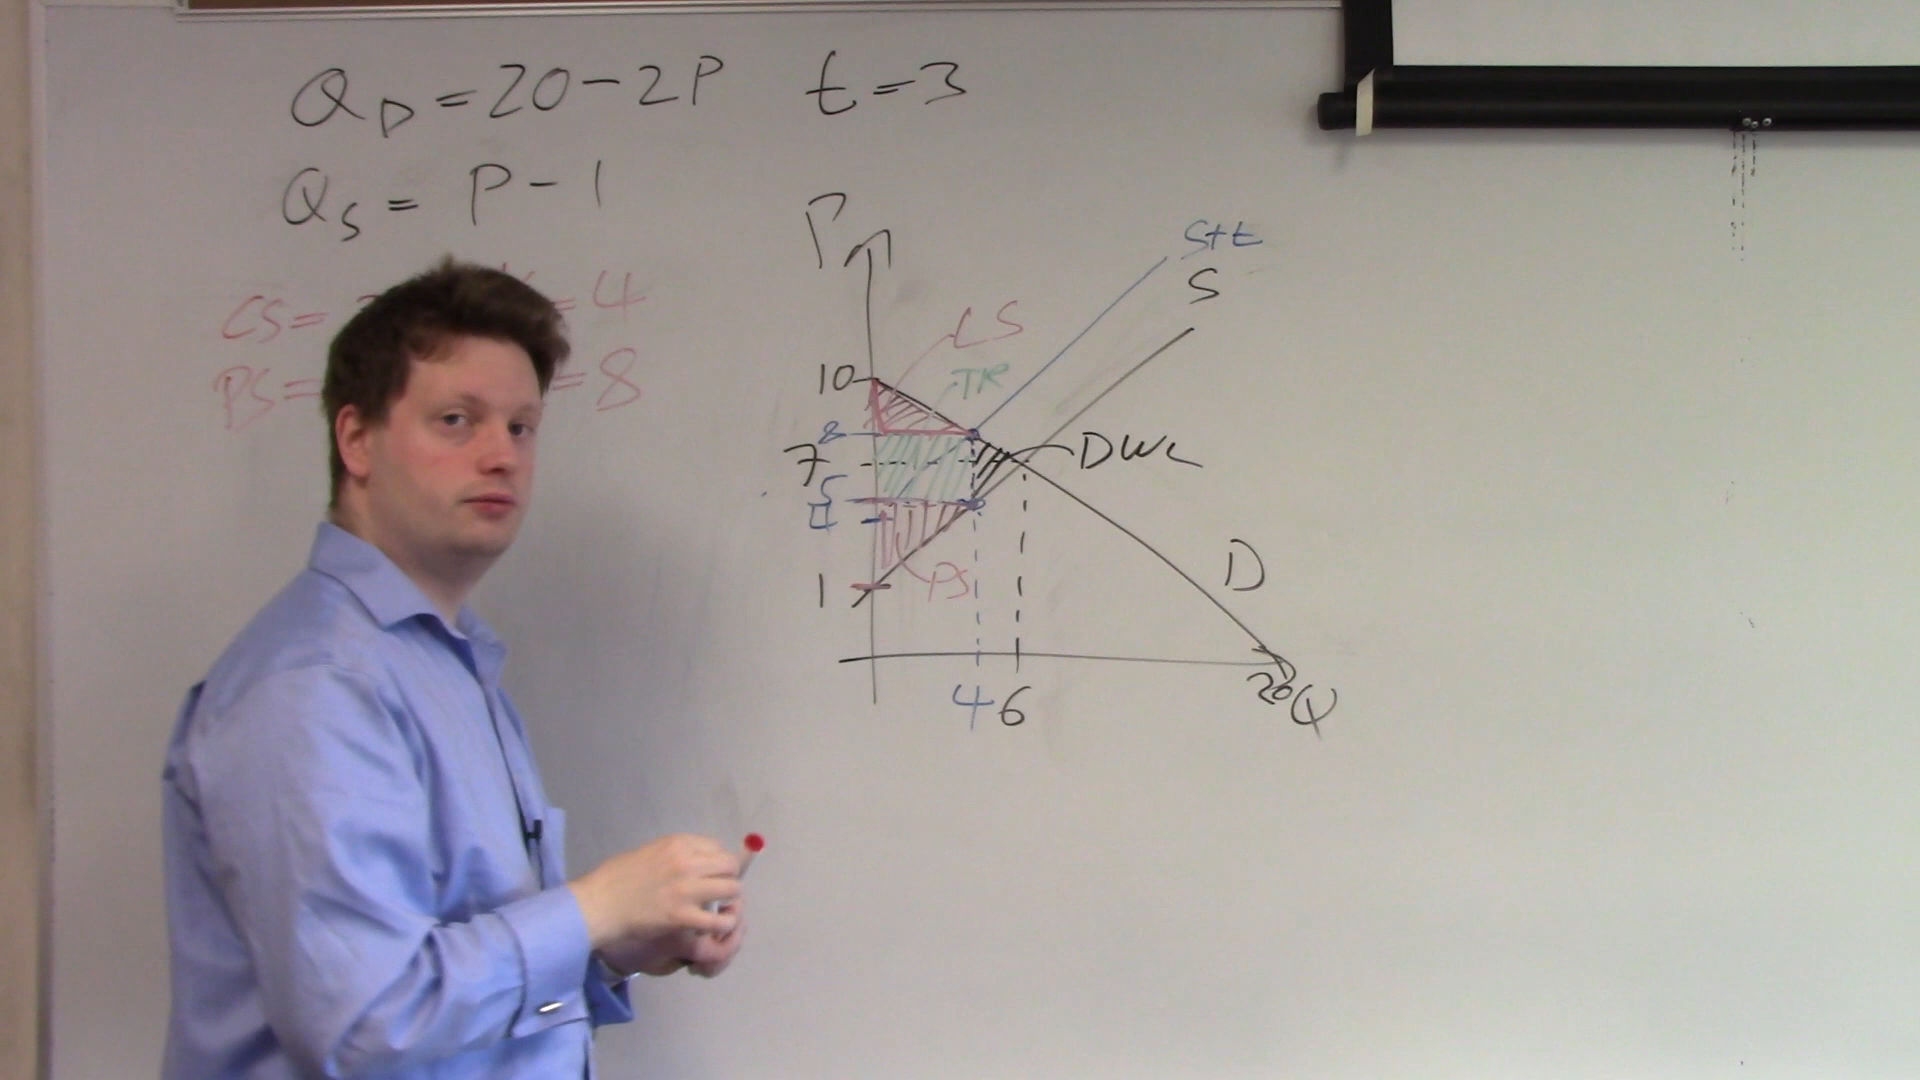 Q_D = 20 - 2P t = 3
Q_S = P - 1
CS = = 4
PS = = 8
P
S+t
S
CS
10
TR
8
7
DWL
5
4
1
PS
D
4 6 20 Q